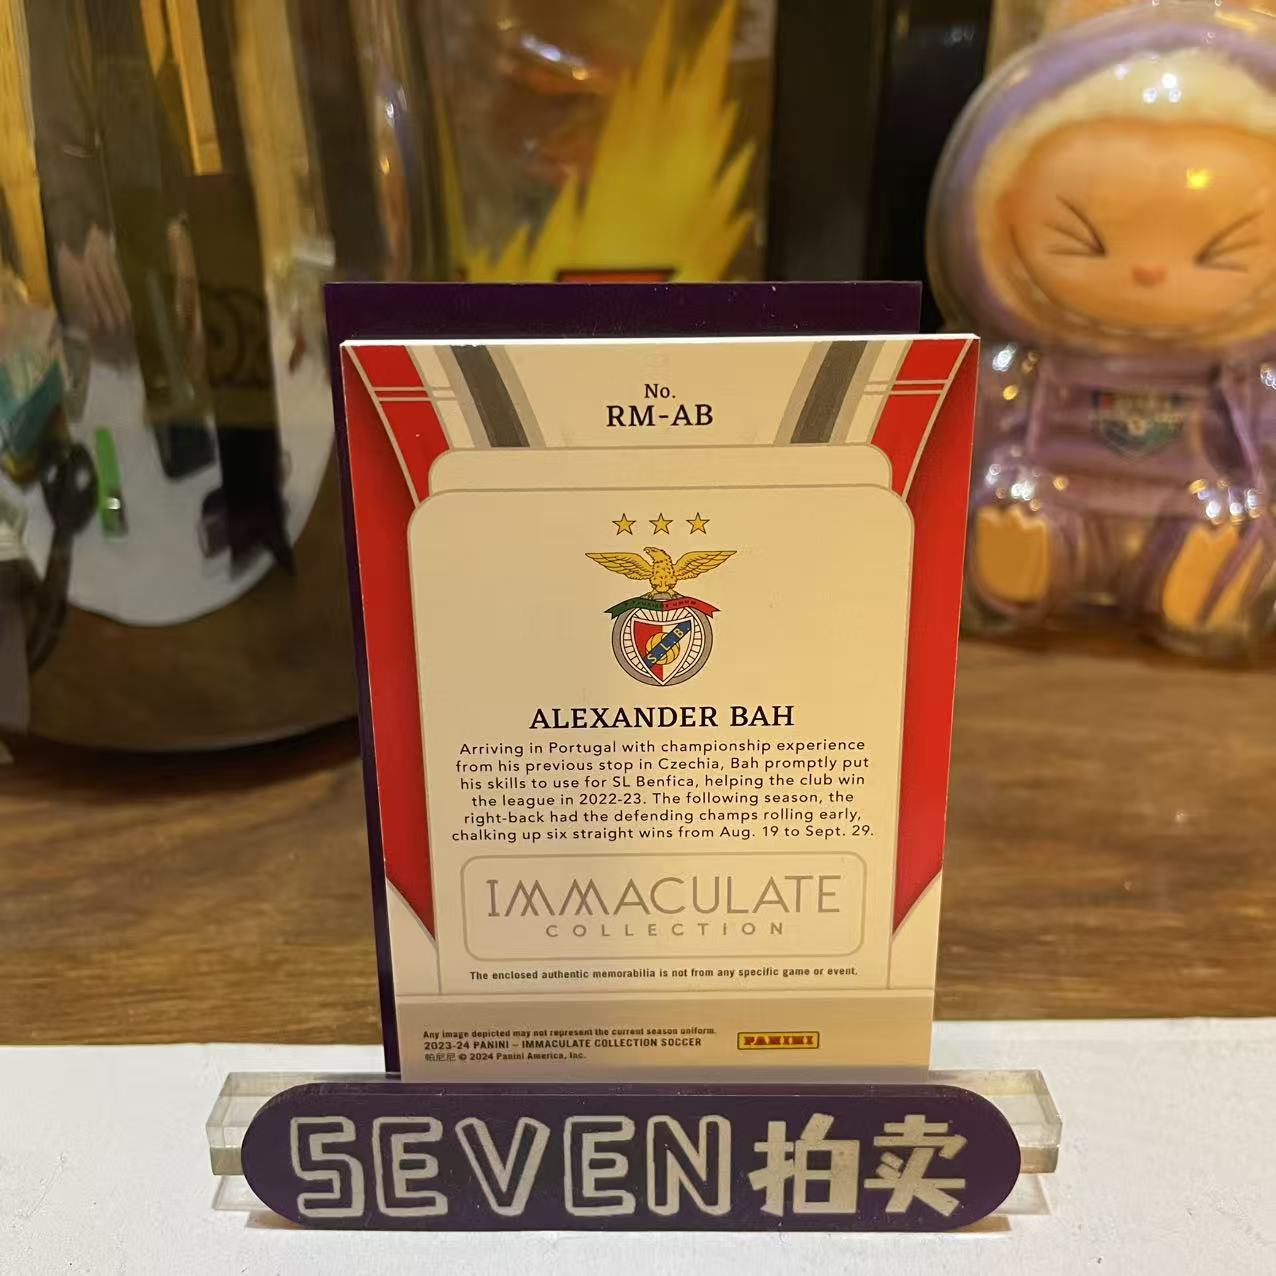 No.
RM-AB
S.L.B
ALEXANDER BAH
Arriving in Portugal with championship experience
from his previous stop in Czechia, Bah promptly put
his skills to use for SL Benfica, helping the club win
the league in 2022-23. The following season, the
right-back had the defending champs rolling early,
chalking up six straight wins from Aug. 19 to Sept. 29.
IMMACULATE
COLLECTION
The enclosed authentic memorabilia is not from any specific game or event.
Any image depicted may not represent the current season uniform.
2023-24 PANINI – IMMACULATE COLLECTION SOCCER
帕尼尼 © 2024 Panini America, Inc.
PANINI
SEVEN拍卖